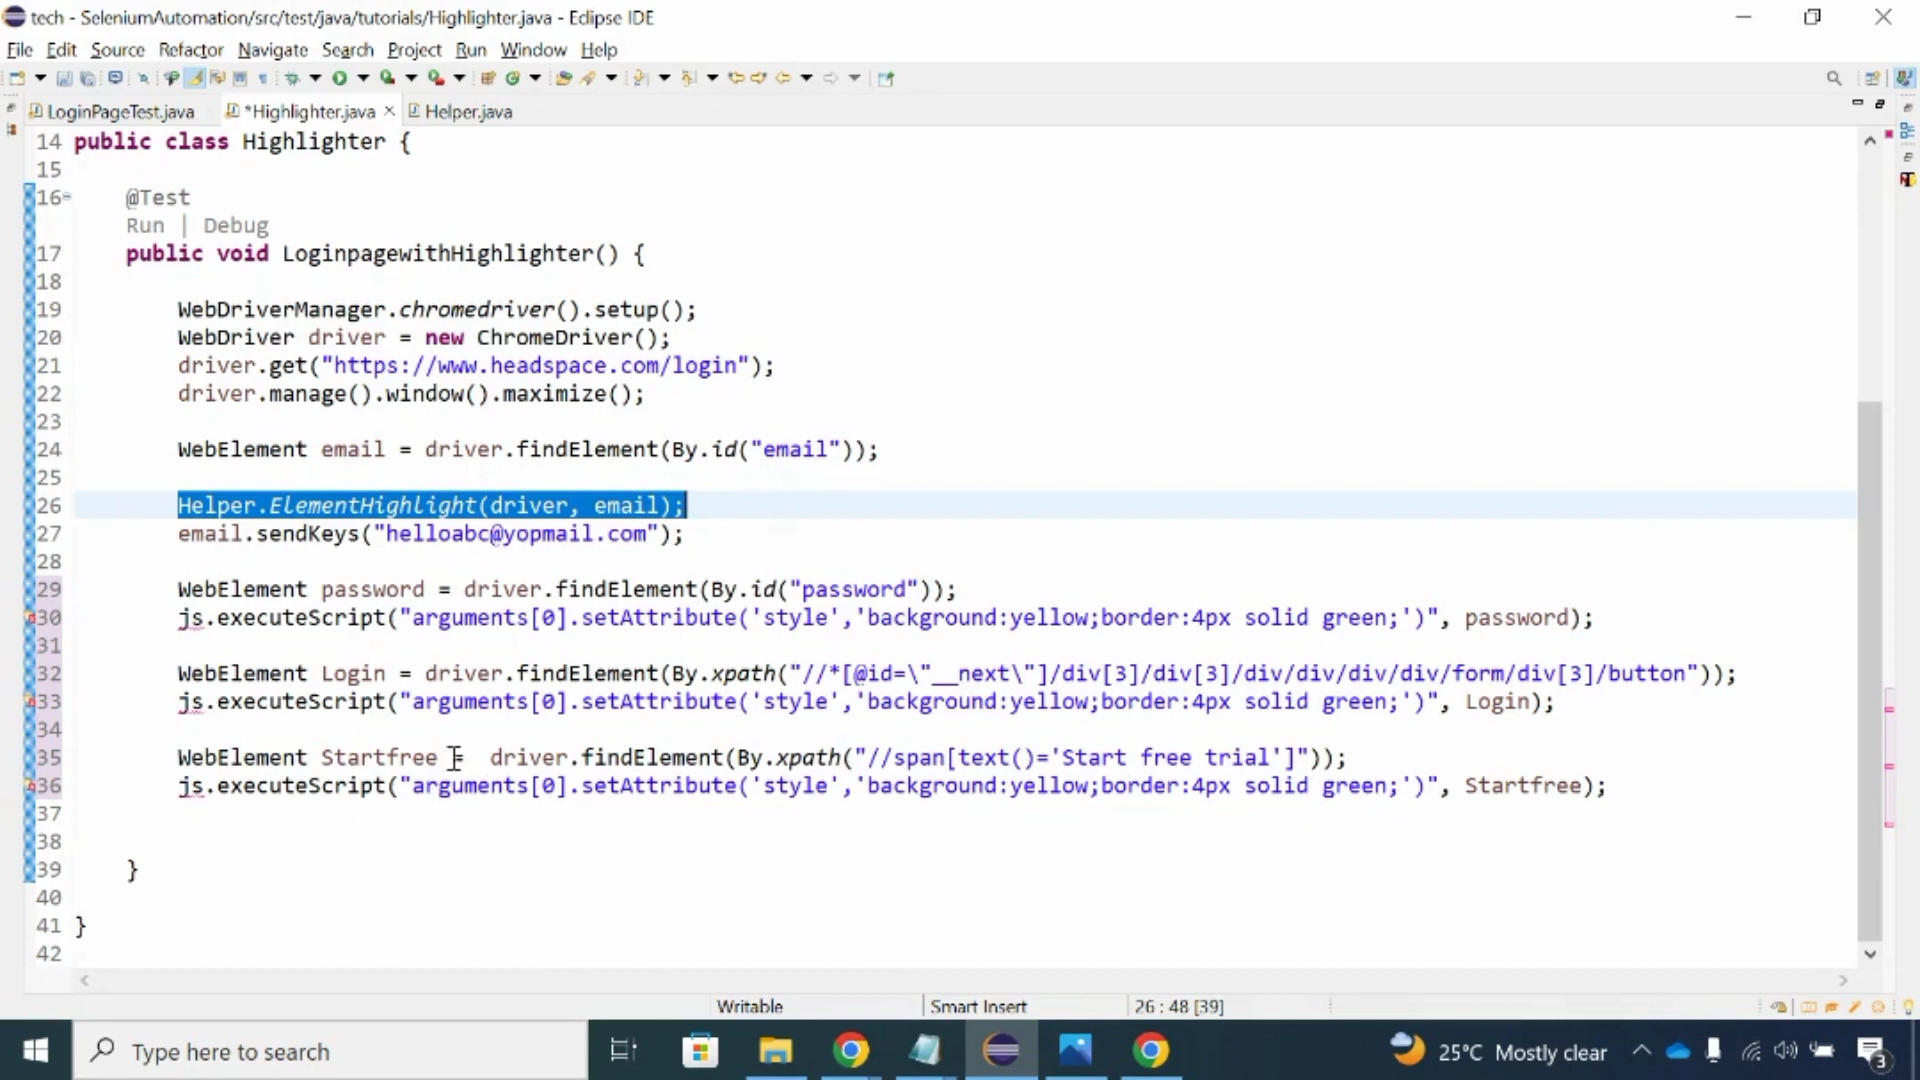 tech - SeleniumAutomation/src/test/java/tutorials/Highlighter.java - Eclipse IDE
File Edit Source Refactor Navigate Search Project Run Window Help
LoginPageTest.java *Highlighter.java Helper.java
14 public class Highlighter {
15
16 @Test
Run | Debug
17 public void LoginpagewithHighlighter() {
18
19 WebDriverManager.chromedriver().setup();
20 WebDriver driver = new ChromeDriver();
21 driver.get("https://www.headspace.com/login");
22 driver.manage().window().maximize();
23
24 WebElement email = driver.findElement(By.id("email"));
25
26 Helper.ElementHighlight(driver, email);
27 email.sendKeys("helloabc@yopmail.com");
28
29 WebElement password = driver.findElement(By.id("password"));
30 js.executeScript("arguments[0].setAttribute('style','background:yellow;border:4px solid green;')", password);
31
32 WebElement Login = driver.findElement(By.xpath("//*[@id=\"__next\"]/div[3]/div[3]/div/div/div/div/form/div[3]/button"));
33 js.executeScript("arguments[0].setAttribute('style','background:yellow;border:4px solid green;')", Login);
34
35 WebElement Startfree = driver.findElement(By.xpath("//span[text()='Start free trial']"));
36 js.executeScript("arguments[0].setAttribute('style','background:yellow;border:4px solid green;')", Startfree);
37
38
39 }
40
41 }
42
Writable Smart Insert 26 : 48 [39]
Type here to search 25°C Mostly clear 3